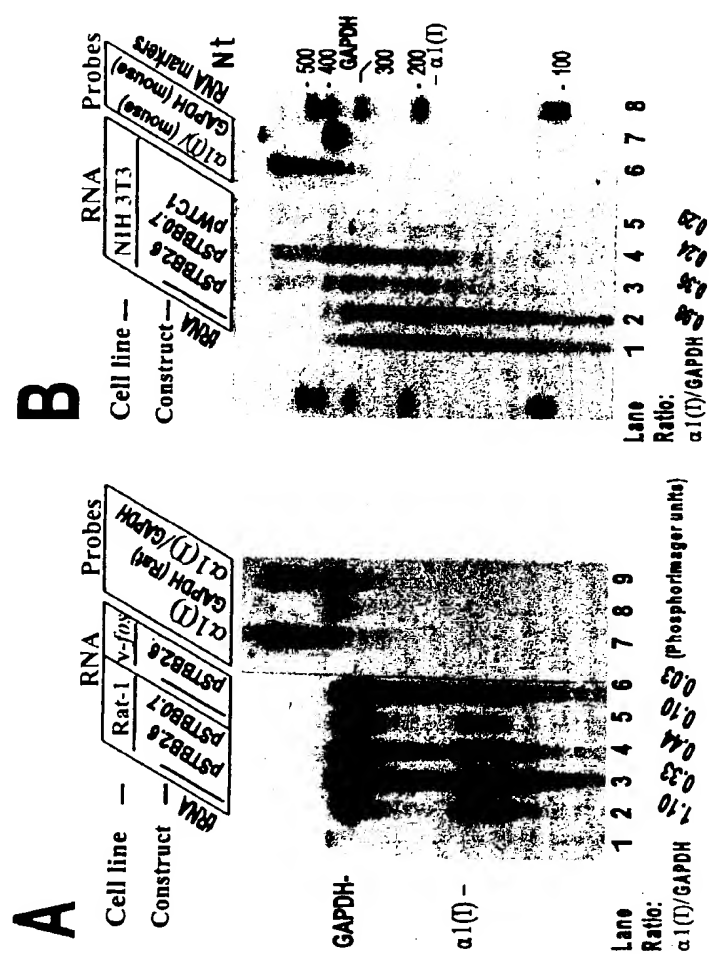 A
Cell line —
Construct —
RNA
Probes
Rat-1
v-fos
tRNA
pSTBB2.6
pSTBB0.7
pSTBB2.6
α1(I)
GAPDH (Rat)
α1(I)/GAPDH
GAPDH-
α1(I) -
Lane
1 2 3 4 5 6 7 8 9
Ratio:
α1(I)/GAPDH
1.10 0.33 0.44 0.10 0.03 (Phosphorimager units)
B
Cell line —
Construct —
RNA
Probes
NIH 3T3
tRNA
pSTBB2.6
pSTBB0.7
pWTC1
α1(I) (mouse)
GAPDH (mouse)
RNA markers
Nt
- 500
- 400
GAPDH
300
- 200
- α1(I)
- 100
Lane
1 2 3 4 5 6 7 8
Ratio:
α1(I)/GAPDH
0.98 0.36 0.24 0.29